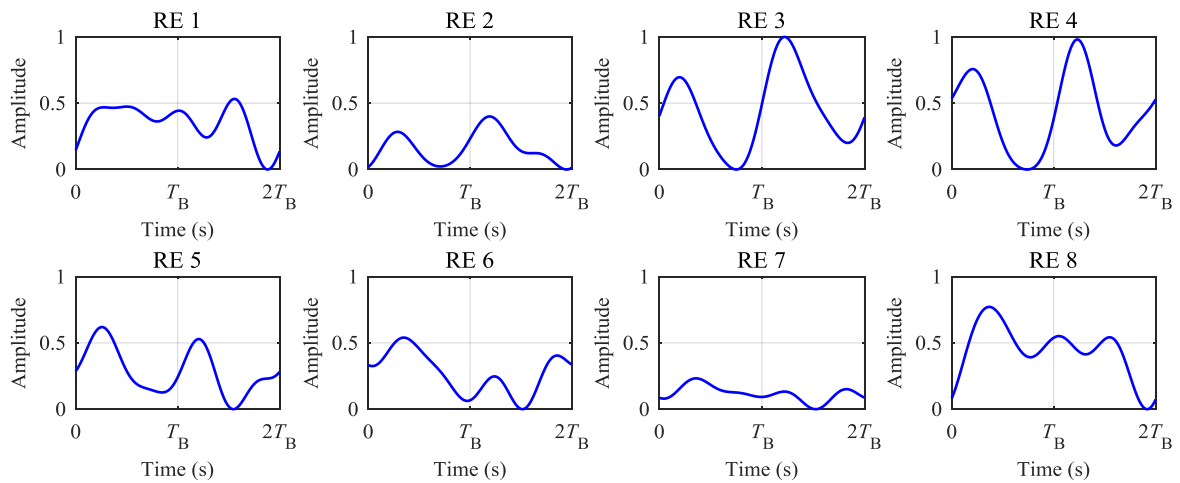 RE 1
Amplitude
1
0.5
0
0 T_B 2T_B
Time (s)
RE 2
Amplitude
1
0.5
0
0 T_B 2T_B
Time (s)
RE 3
Amplitude
1
0.5
0
0 T_B 2T_B
Time (s)
RE 4
Amplitude
1
0.5
0
0 T_B 2T_B
Time (s)
RE 5
Amplitude
1
0.5
0
0 T_B 2T_B
Time (s)
RE 6
Amplitude
1
0.5
0
0 T_B 2T_B
Time (s)
RE 7
Amplitude
1
0.5
0
0 T_B 2T_B
Time (s)
RE 8
Amplitude
1
0.5
0
0 T_B 2T_B
Time (s)